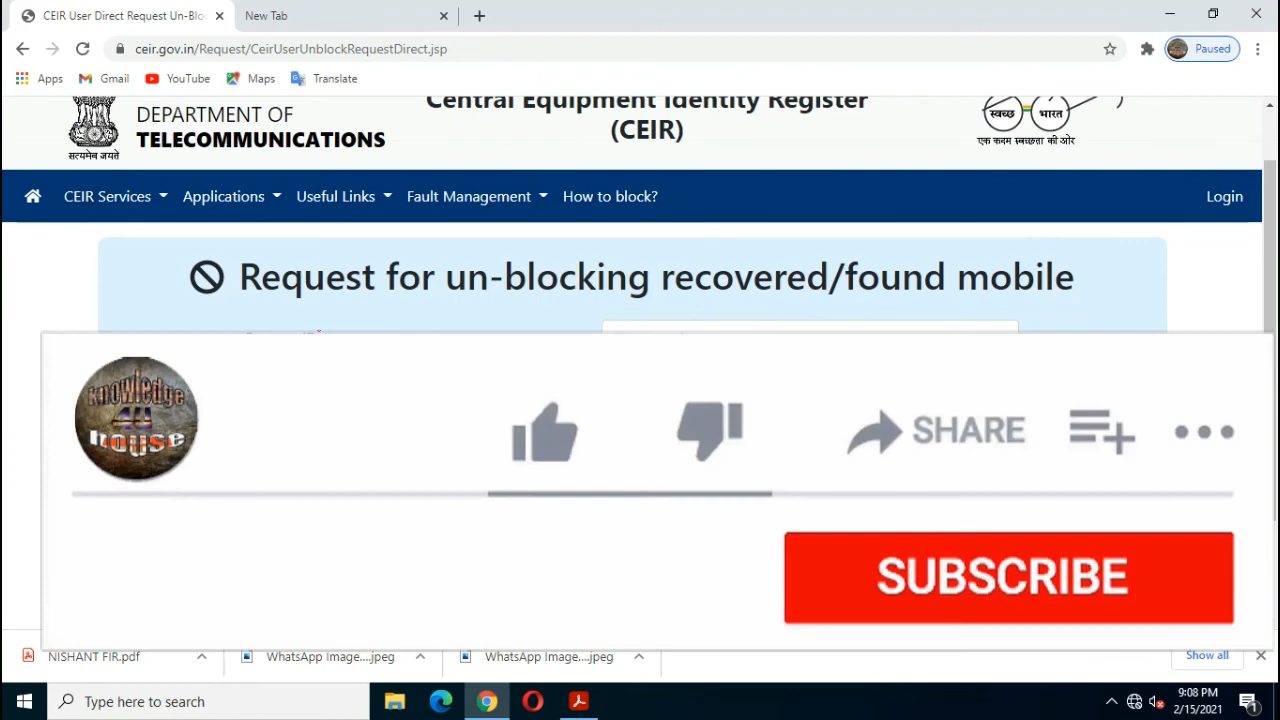 CEIR User Direct Request Un-Blo
New Tab
ceir.gov.in/Request/CeirUserUnblockRequestDirect.jsp
Paused
Apps
Gmail
YouTube
Maps
Translate
सत्यमेव जयते
DEPARTMENT OF
TELECOMMUNICATIONS
Central Equipment Identity Register
(CEIR)
स्वच्छ भारत
एक कदम स्वच्छता की ओर
CEIR Services
Applications
Useful Links
Fault Management
How to block?
Login
Request for un-blocking recovered/found mobile
knowledge
4U
house
SHARE
SUBSCRIBE
NISHANT FIR.pdf
WhatsApp Image....jpeg
WhatsApp Image....jpeg
Show all
Type here to search
9:08 PM
2/15/2021
1